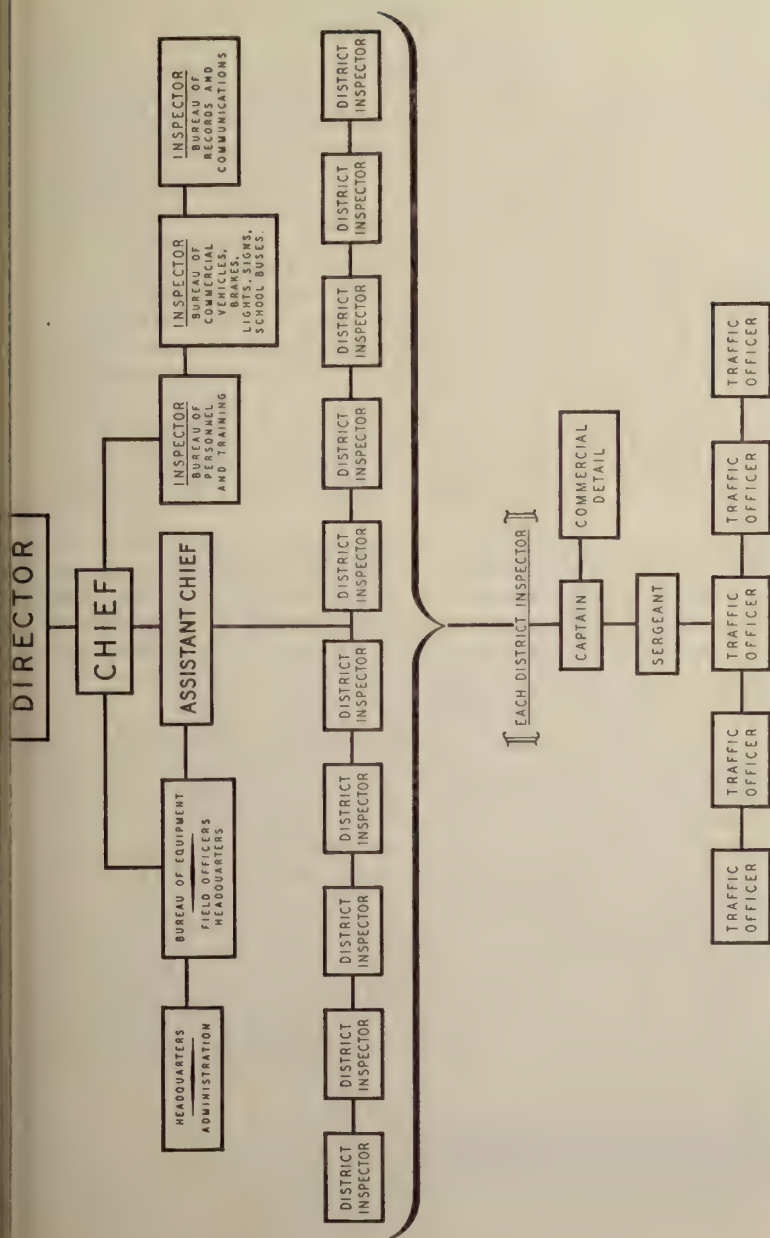 DIRECTOR
CHIEF
HEADQUARTERS
ADMINISTRATION
BUREAU OF EQUIPMENT
FIELD OFFICERS
HEADQUARTERS
ASSISTANT CHIEF
INSPECTOR
BUREAU OF
PERSONNEL
AND TRAINING
INSPECTOR
BUREAU OF
COMMERCIAL
VEHICLES,
BRAKES,
LIGHTS, SIGNS,
SCHOOL BUSES.
INSPECTOR
BUREAU OF
RECORDS AND
COMMUNICATIONS
DISTRICT
INSPECTOR
DISTRICT
INSPECTOR
DISTRICT
INSPECTOR
DISTRICT
INSPECTOR
DISTRICT
INSPECTOR
DISTRICT
INSPECTOR
DISTRICT
INSPECTOR
DISTRICT
INSPECTOR
DISTRICT
INSPECTOR
DISTRICT
INSPECTOR
[EACH DISTRICT INSPECTOR]
CAPTAIN
COMMERCIAL
DETAIL
SERGEANT
TRAFFIC
OFFICER
TRAFFIC
OFFICER
TRAFFIC
OFFICER
TRAFFIC
OFFICER
TRAFFIC
OFFICER